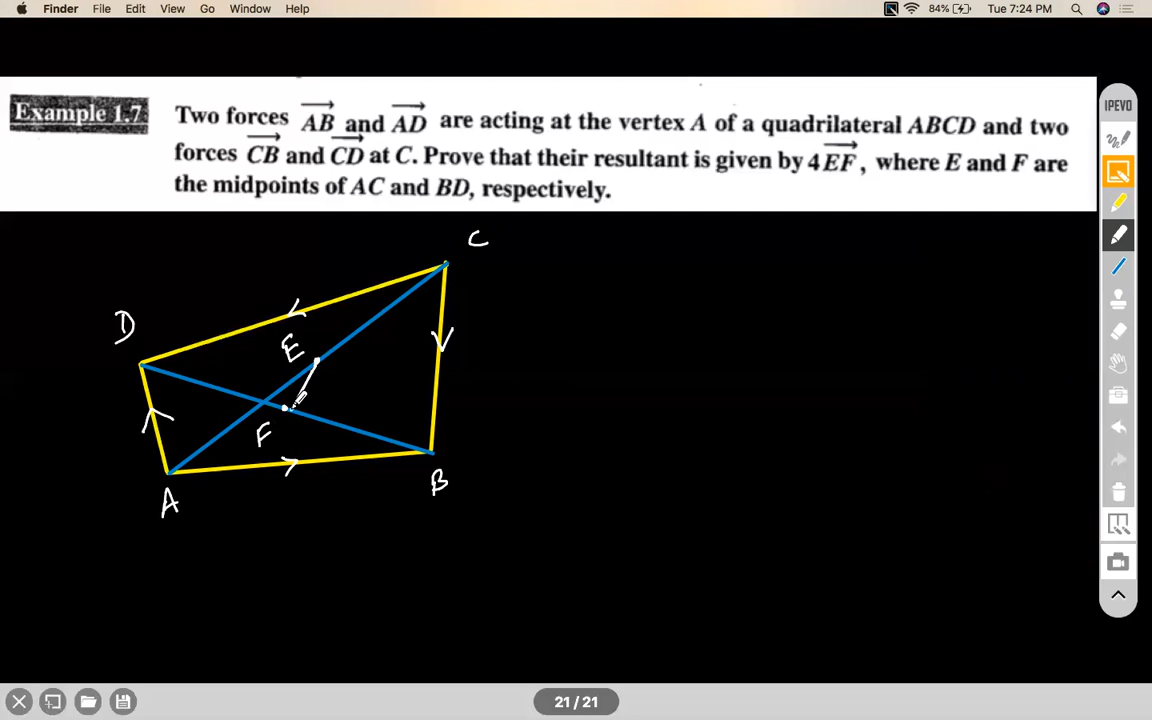 Finder File Edit View Go Window Help 84% Tue 7:24 PM
Example 1.7 Two forces AB and AD are acting at the vertex A of a quadrilateral ABCD and two
forces CB and CD at C. Prove that their resultant is given by 4EF, where E and F are
the midpoints of AC and BD, respectively.
IPEVO
C
D
E
F
B
A
21/21